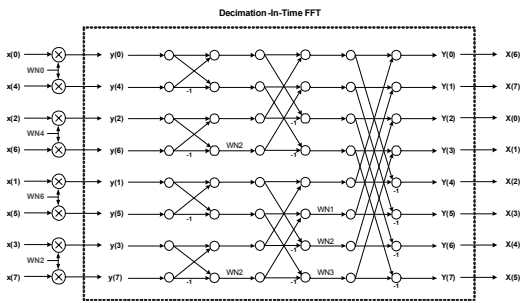 Decimation -In-Time FFT
x(0) y(0) Y(0) X(6)
WN0
x(4) y(4) -1 -1 Y(1) X(7)
x(2) y(2) Y(2) X(0)
WN4
x(6) y(6) -1 WN2 -1 Y(3) X(1)
x(1) y(1) Y(4) -1 X(2)
WN6
x(5) y(5) -1 WN1 Y(5) -1 X(3)
x(3) y(3) -1 WN2 Y(6) -1 X(4)
WN2
x(7) y(7) -1 WN2 -1 WN3 Y(7) -1 X(5)